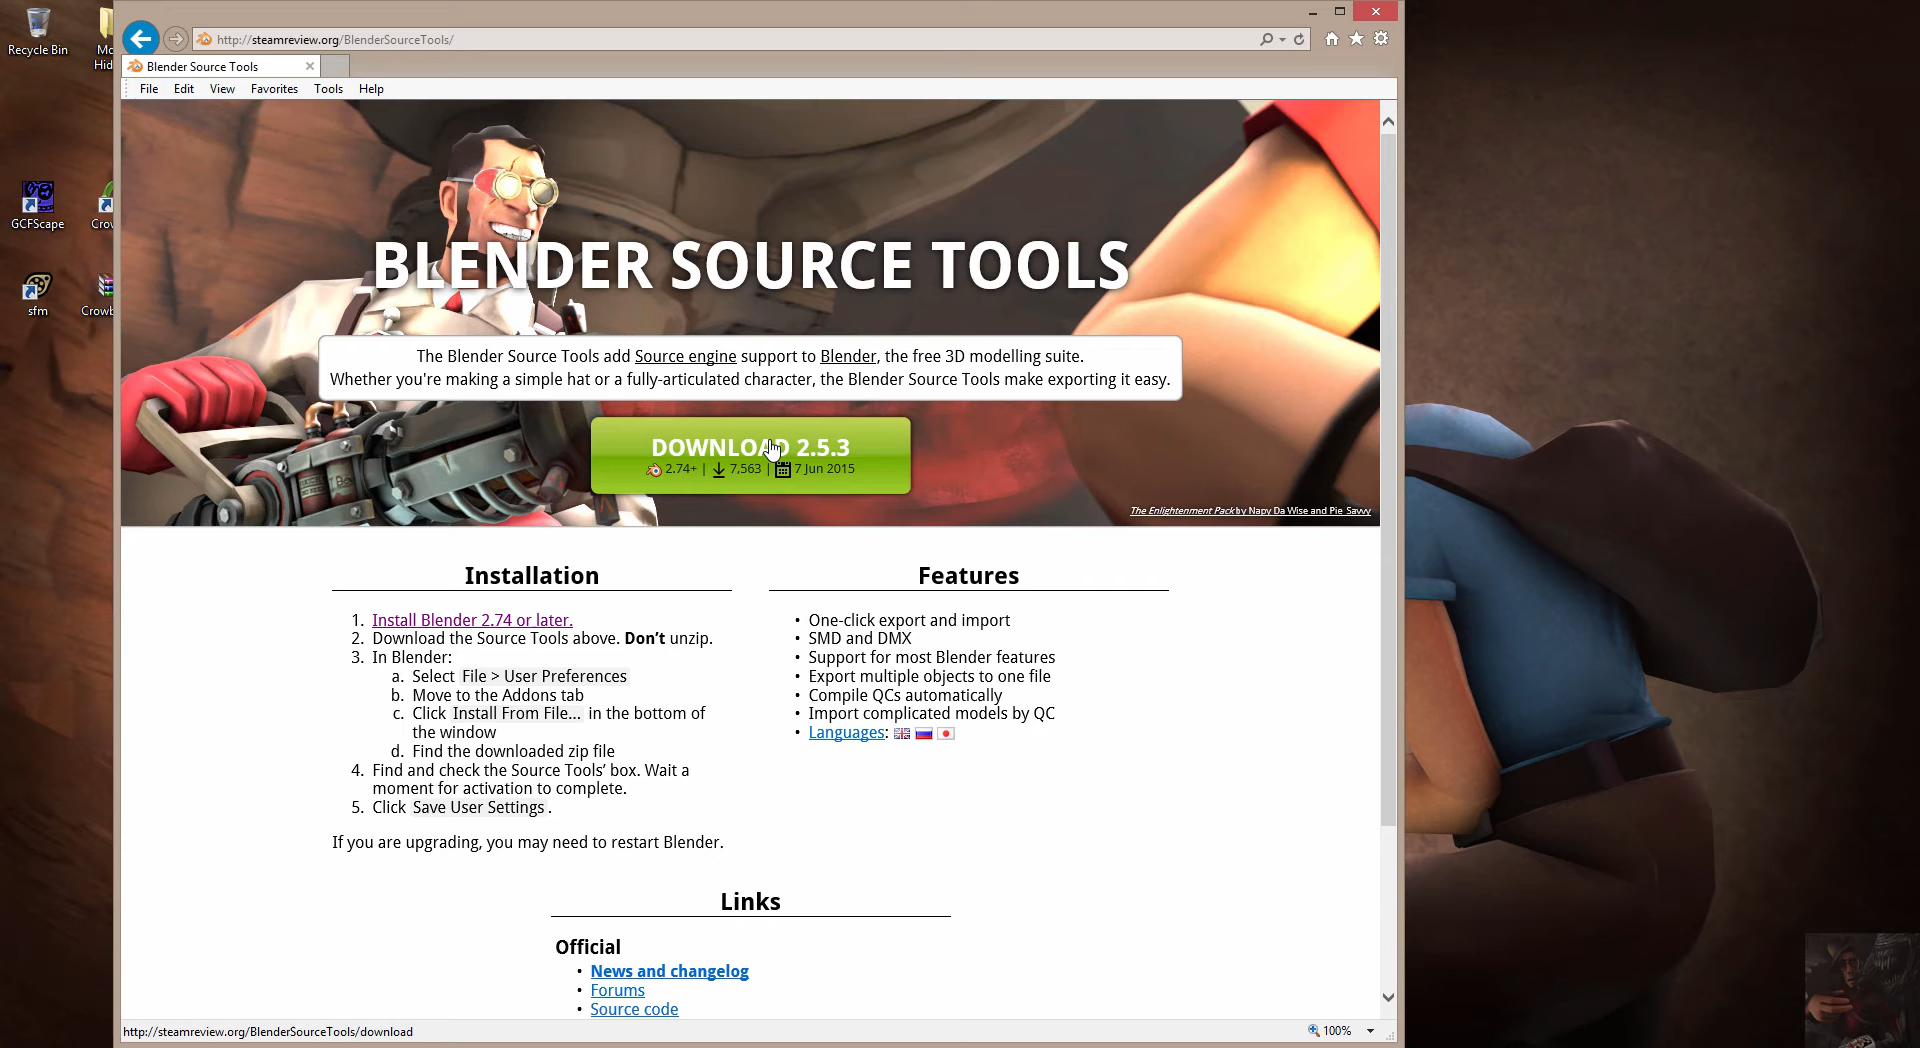 Recycle Bin
Mo
Hid
GCFScape
Crow
sfm
Crowb
http://steamreview.org/BlenderSourceTools/
Blender Source Tools
File Edit View Favorites Tools Help
BLENDER SOURCE TOOLS
The Blender Source Tools add Source engine support to Blender, the free 3D modelling suite.
Whether you're making a simple hat or a fully-articulated character, the Blender Source Tools make exporting it easy.
DOWNLOAD 2.5.3
2.74+ | 7,563 | 7 Jun 2015
The Enlightenment Pack by Napy Da Wise and Pie Savvy
Installation
1. Install Blender 2.74 or later.
2. Download the Source Tools above. Don't unzip.
3. In Blender:
a. Select File > User Preferences
b. Move to the Addons tab
c. Click Install From File... in the bottom of
the window
d. Find the downloaded zip file
4. Find and check the Source Tools' box. Wait a
moment for activation to complete.
5. Click Save User Settings.
If you are upgrading, you may need to restart Blender.
Features
• One-click export and import
• SMD and DMX
• Support for most Blender features
• Export multiple objects to one file
• Compile QCs automatically
• Import complicated models by QC
• Languages:
Links
Official
• News and changelog
• Forums
• Source code
http://steamreview.org/BlenderSourceTools/download
100%